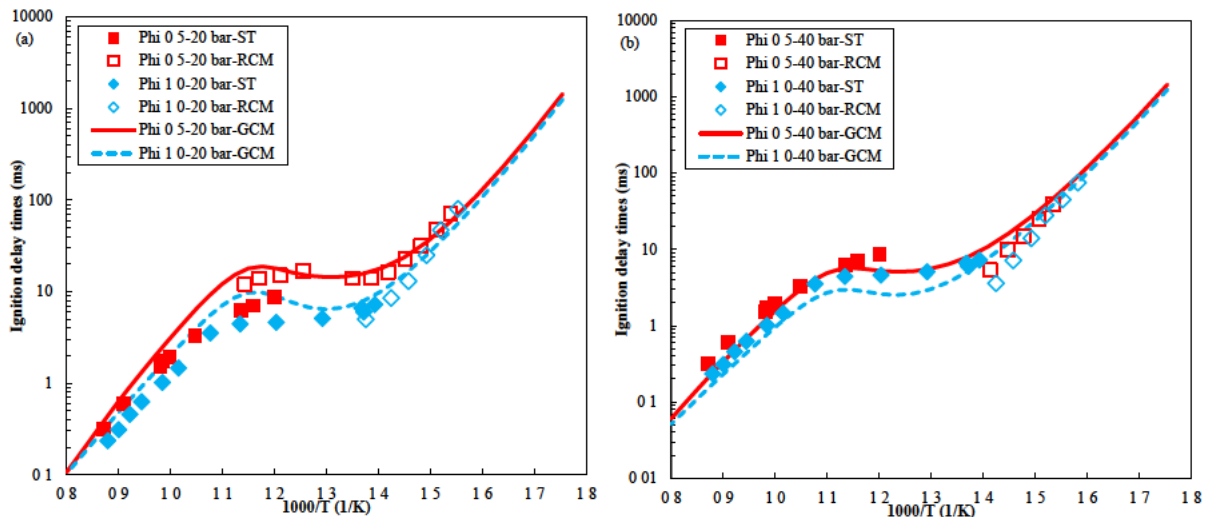 (a)
10000
1000
100
10
1
0 1
Ignition delay times (ms)
Phi 0 5-20 bar-ST
Phi 0 5-20 bar-RCM
Phi 1 0-20 bar-ST
Phi 1 0-20 bar-RCM
Phi 0 5-20 bar-GCM
Phi 1 0-20 bar-GCM
0 8 0 9 1 0 1 1 1 2 1 3 1 4 1 5 1 6 1 7 1 8
1000/T (1/K)
(b)
10000
1000
100
10
1
0 1
0 01
Ignition delay times (ms)
Phi 0 5-40 bar-ST
Phi 0 5-40 bar-RCM
Phi 1 0-40 bar-ST
Phi 1 0-40 bar-RCM
Phi 0 5-40 bar-GCM
Phi 1 0-40 bar-GCM
0 8 0 9 1 0 1 1 1 2 1 3 1 4 1 5 1 6 1 7 1 8
1000/T (1/K)